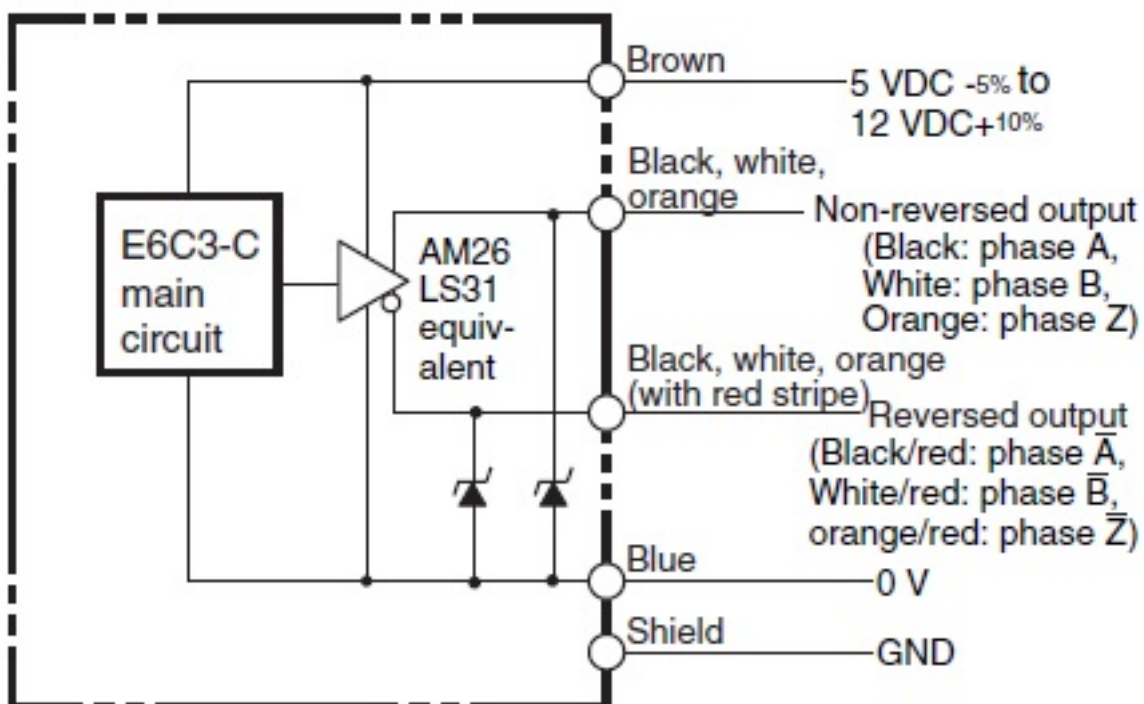 Brown
5 VDC -5% to
12 VDC+10%
Black, white,
orange
Non-reversed output
(Black: phase A,
White: phase B,
Orange: phase Z)
E6C3-C
main
circuit
AM26
LS31
equiv-
alent
Black, white, orange
(with red stripe)
Reversed output
(Black/red: phase A̅,
White/red: phase B̅,
orange/red: phase Z̅)
Blue
0 V
Shield
GND